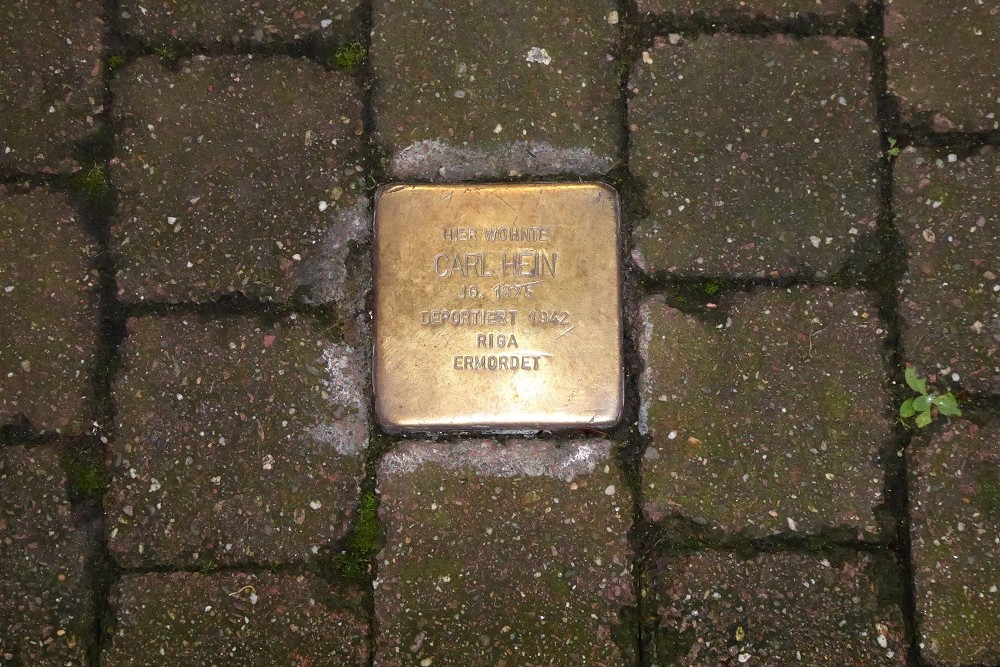 HIER WOHNTE
CARL HEIN
JG. 1875
DEPORTIERT 1942
RIGA
ERMORDET